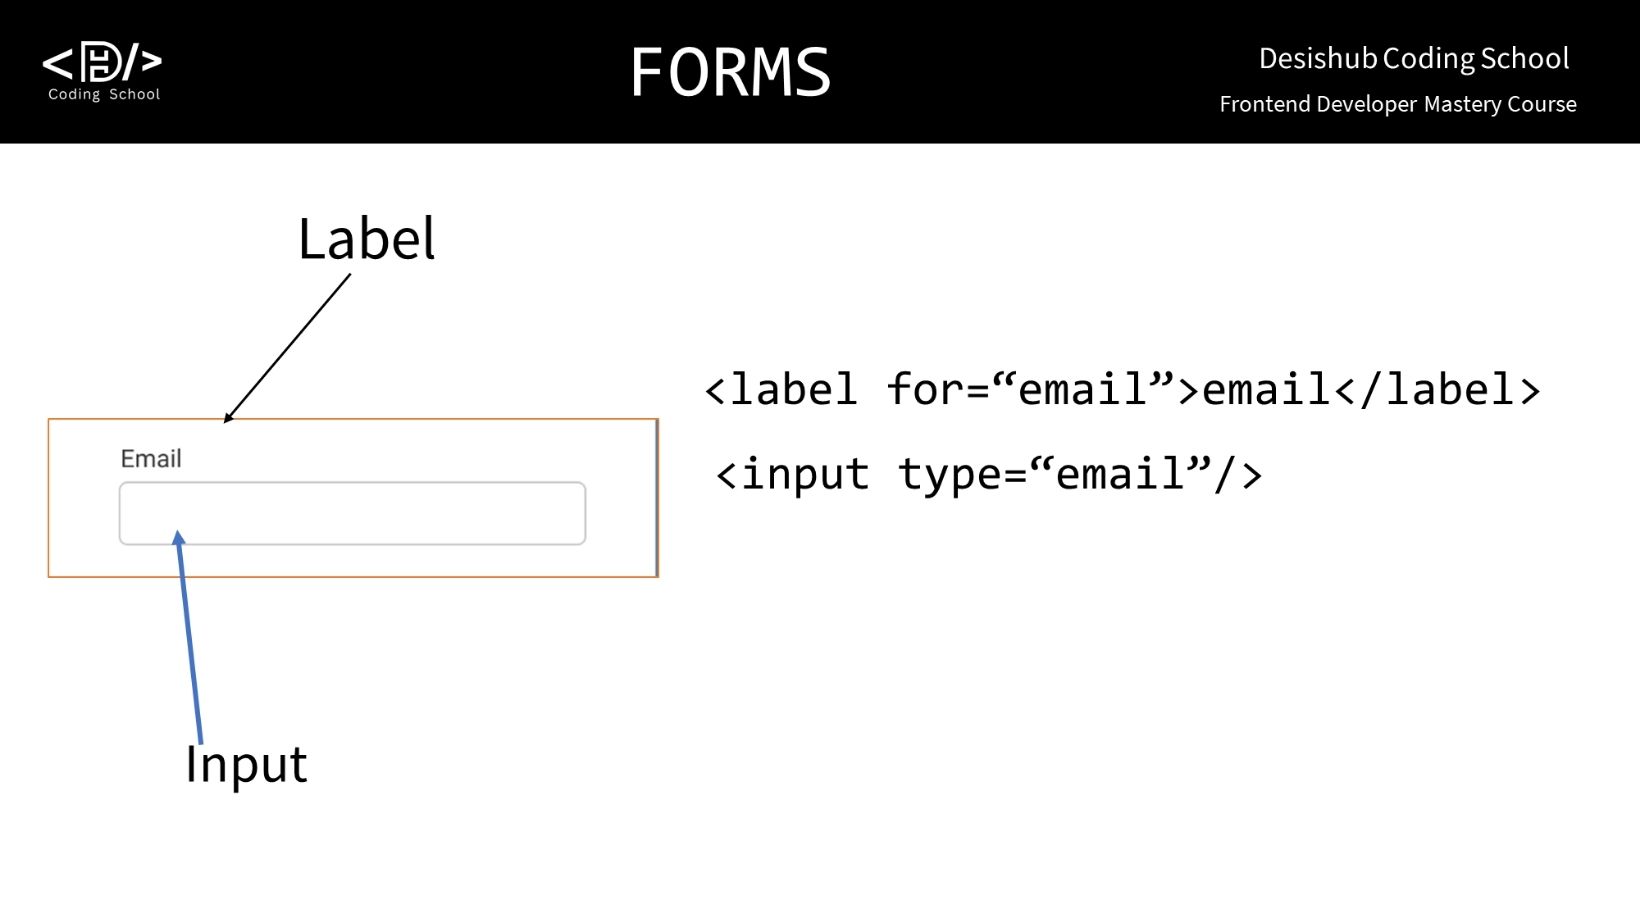 Coding School
FORMS
Desishub Coding School
Frontend Developer Mastery Course
Label
Email
Input
<label for=“email”>email</label>
<input type=“email”/>